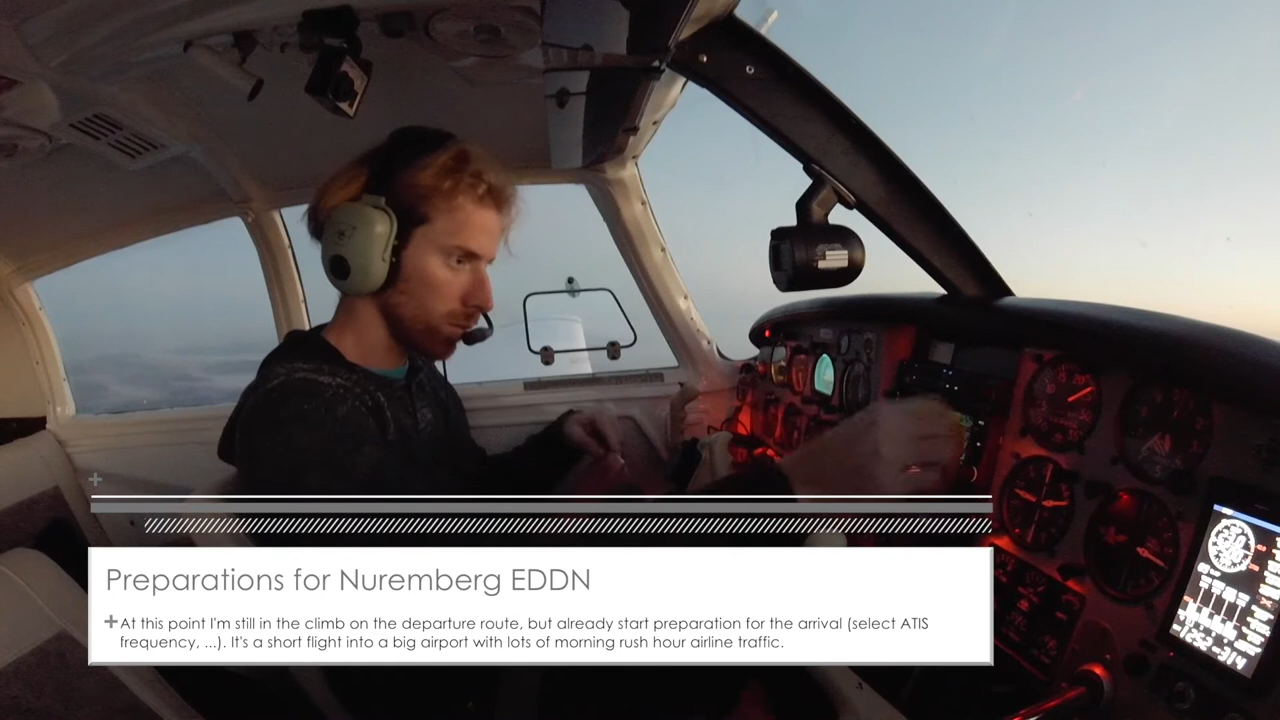 Preparations for Nuremberg EDDN
At this point I'm still in the climb on the departure route, but already start preparation for the arrival (select ATIS
frequency, ...). It's a short flight into a big airport with lots of morning rush hour airline traffic.